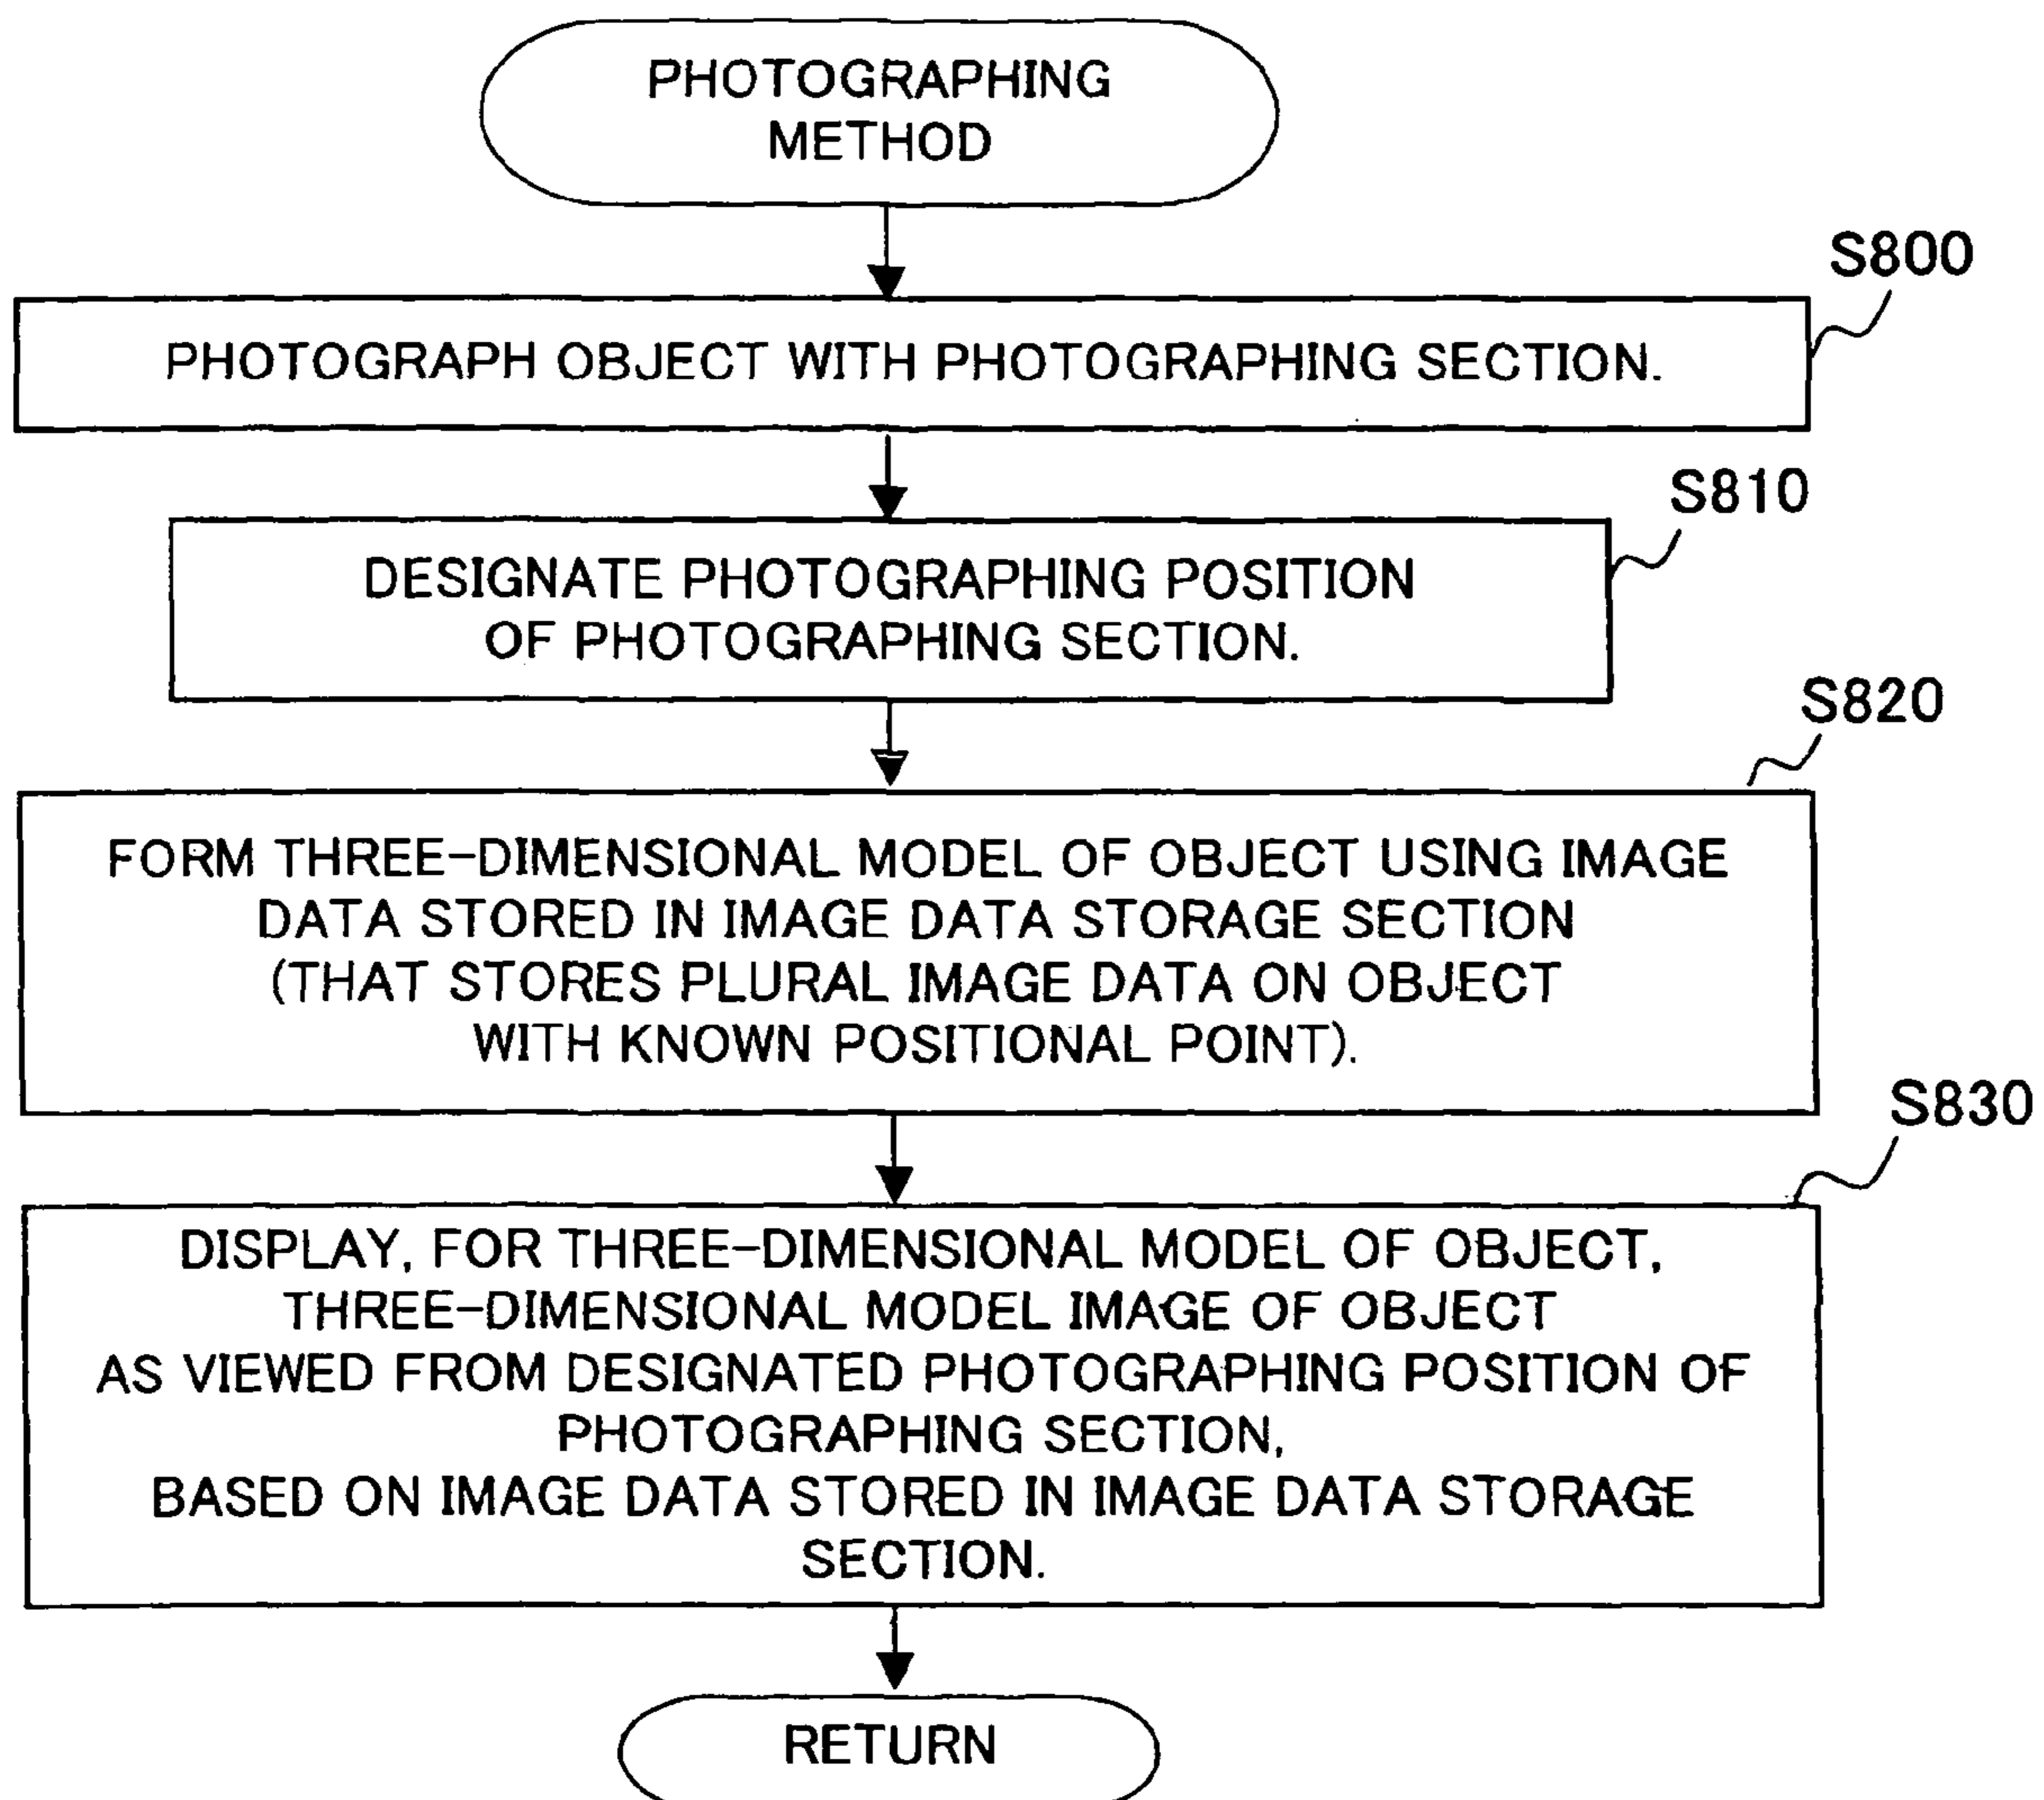 PHOTOGRAPHING
METHOD
S800
PHOTOGRAPH OBJECT WITH PHOTOGRAPHING SECTION.
S810
DESIGNATE PHOTOGRAPHING POSITION
OF PHOTOGRAPHING SECTION.
S820
FORM THREE-DIMENSIONAL MODEL OF OBJECT USING IMAGE
DATA STORED IN IMAGE DATA STORAGE SECTION
(THAT STORES PLURAL IMAGE DATA ON OBJECT
WITH KNOWN POSITIONAL POINT).
S830
DISPLAY, FOR THREE-DIMENSIONAL MODEL OF OBJECT,
THREE-DIMENSIONAL MODEL IMAGE OF OBJECT
AS VIEWED FROM DESIGNATED PHOTOGRAPHING POSITION OF
PHOTOGRAPHING SECTION,
BASED ON IMAGE DATA STORED IN IMAGE DATA STORAGE
SECTION.
RETURN